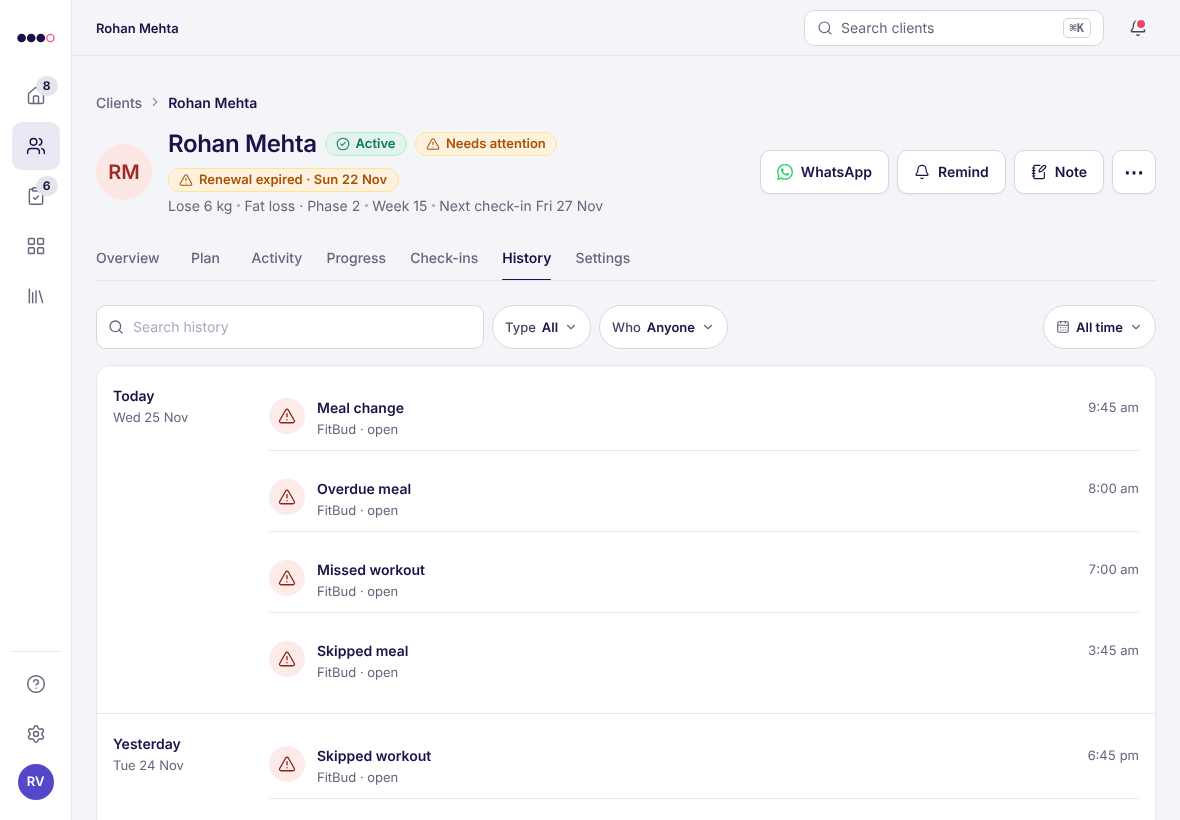 Rohan Mehta
Search clients
⌘K
8
6
Clients
Rohan Mehta
RM
Rohan Mehta
Active
Needs attention
Renewal expired · Sun 22 Nov
Lose 6 kg · Fat loss · Phase 2 · Week 15 · Next check-in Fri 27 Nov
WhatsApp
Remind
Note
Overview
Plan
Activity
Progress
Check-ins
History
Settings
Search history
Type All
Who Anyone
All time
Today
Wed 25 Nov
Meal change
FitBud · open
9:45 am
Overdue meal
FitBud · open
8:00 am
Missed workout
FitBud · open
7:00 am
Skipped meal
FitBud · open
3:45 am
Yesterday
Tue 24 Nov
Skipped workout
FitBud · open
6:45 pm
RV